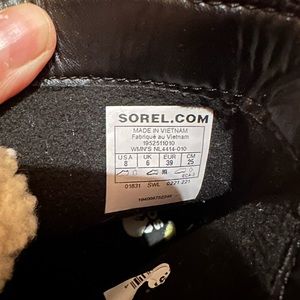 SOREL.COM
MADE IN VIETNAM
Fabriqué au Vietnam
1952511010
WMN'S NL4414-010
USA UK EUR CM
8 6 39 25
01831 SWL 0221 221